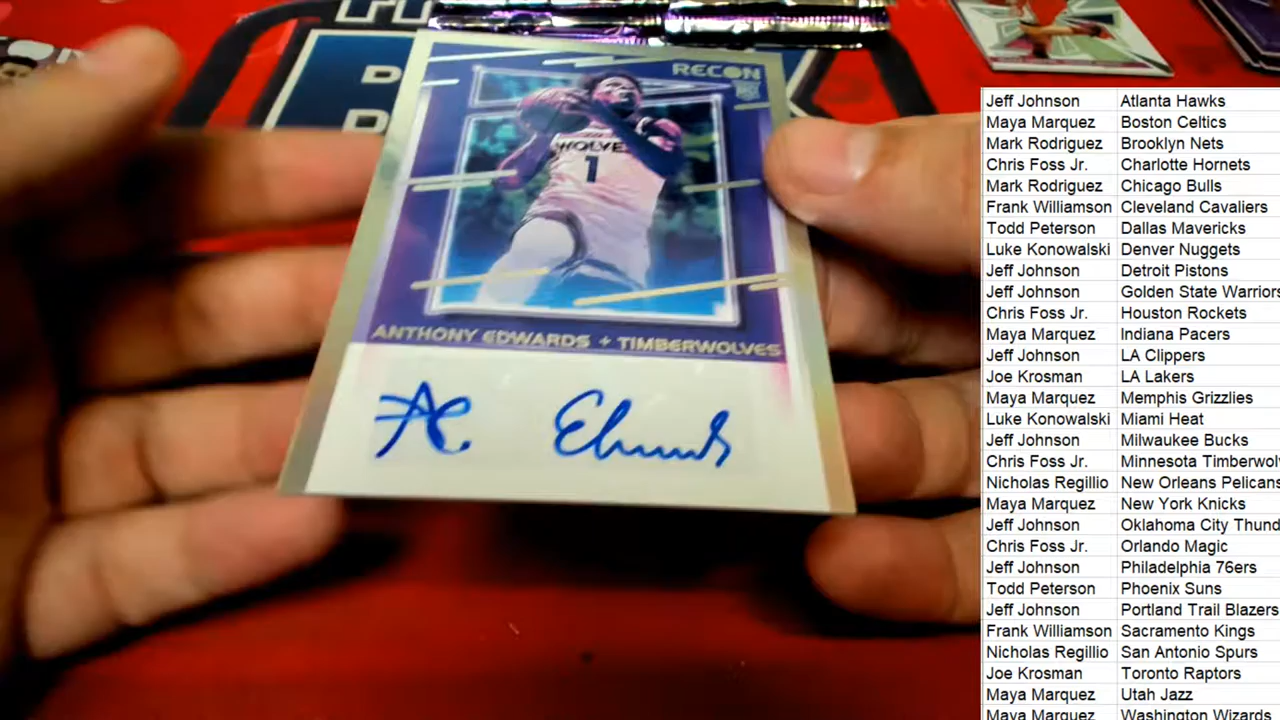 RECON
RC
WOLVES
1
ANTHONY EDWARDS + TIMBERWOLVES
Jeff Johnson Atlanta Hawks
Maya Marquez Boston Celtics
Mark Rodriguez Brooklyn Nets
Chris Foss Jr. Charlotte Hornets
Mark Rodriguez Chicago Bulls
Frank Williamson Cleveland Cavaliers
Todd Peterson Dallas Mavericks
Luke Konowalski Denver Nuggets
Jeff Johnson Detroit Pistons
Jeff Johnson Golden State Warriors
Chris Foss Jr. Houston Rockets
Maya Marquez Indiana Pacers
Jeff Johnson LA Clippers
Joe Krosman LA Lakers
Maya Marquez Memphis Grizzlies
Luke Konowalski Miami Heat
Jeff Johnson Milwaukee Bucks
Chris Foss Jr. Minnesota Timberwol
Nicholas Regillio New Orleans Pelicans
Maya Marquez New York Knicks
Jeff Johnson Oklahoma City Thund
Chris Foss Jr. Orlando Magic
Jeff Johnson Philadelphia 76ers
Todd Peterson Phoenix Suns
Jeff Johnson Portland Trail Blazers
Frank Williamson Sacramento Kings
Nicholas Regillio San Antonio Spurs
Joe Krosman Toronto Raptors
Maya Marquez Utah Jazz
Maya Marquez Washington Wizards